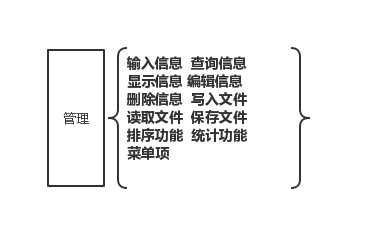 管理
输入信息 查询信息
显示信息 编辑信息
删除信息 写入文件
读取文件 保存文件
排序功能 统计功能
菜单项